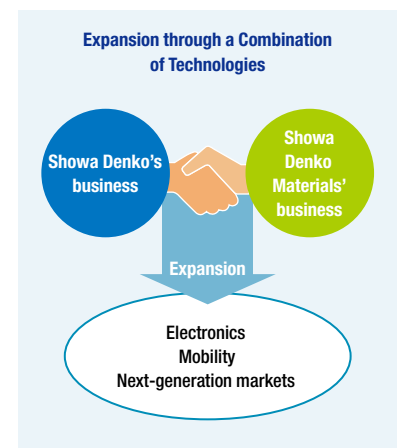 Expansion through a Combination
of Technologies
Showa Denko's
business
Showa
Denko
Materials'
business
Expansion
Electronics
Mobility
Next-generation markets